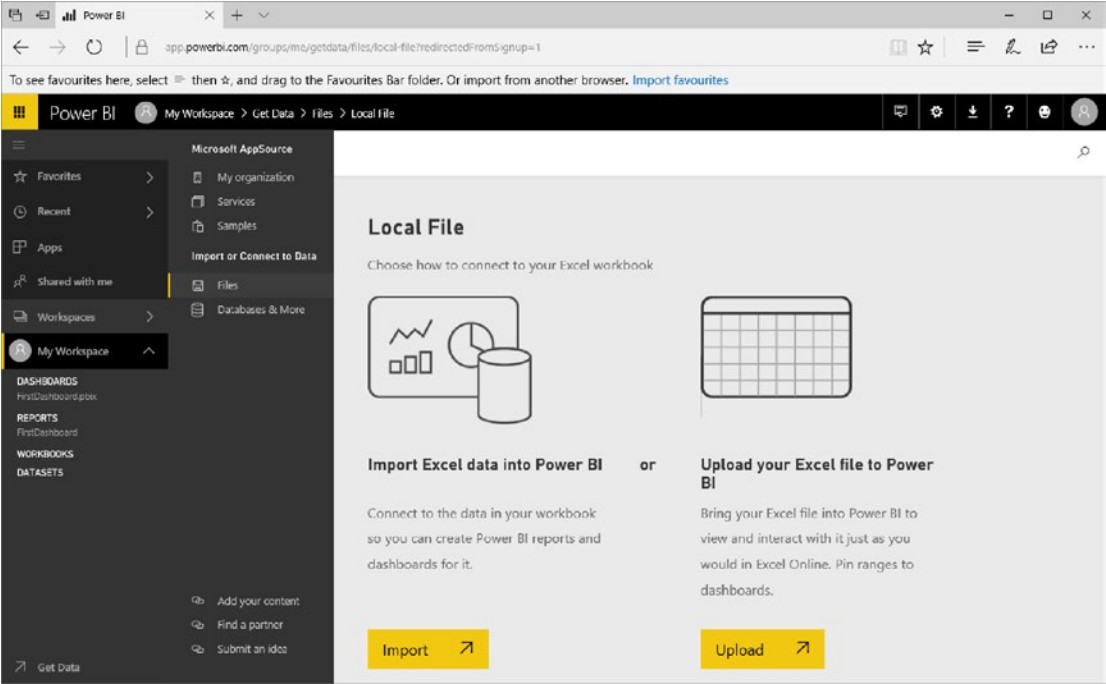 Power BI
app.powerbi.com/groups/me/getdata/files/local-file?redirectedFromSignup=1
To see favourites here, select ≡ then ☆, and drag to the Favourites Bar folder. Or import from another browser. Import favourites
Power BI
My Workspace > Get Data > Files > Local File
?
Favorites
Recent
Apps
Shared with me
Workspaces
My Workspace
DASHBOARDS
FirstDashboard.pbix
REPORTS
FirstDashboard
WORKBOOKS
DATASETS
Get Data
Microsoft AppSource
My organization
Services
Samples
Import or Connect to Data
Files
Databases & More
Add your content
Find a partner
Submit an idea
Local File
Choose how to connect to your Excel workbook
Import Excel data into Power BI
Connect to the data in your workbook
so you can create Power BI reports and
dashboards for it.
Import
or
Upload your Excel file to Power
BI
Bring your Excel file into Power BI to
view and interact with it just as you
would in Excel Online. Pin ranges to
dashboards.
Upload